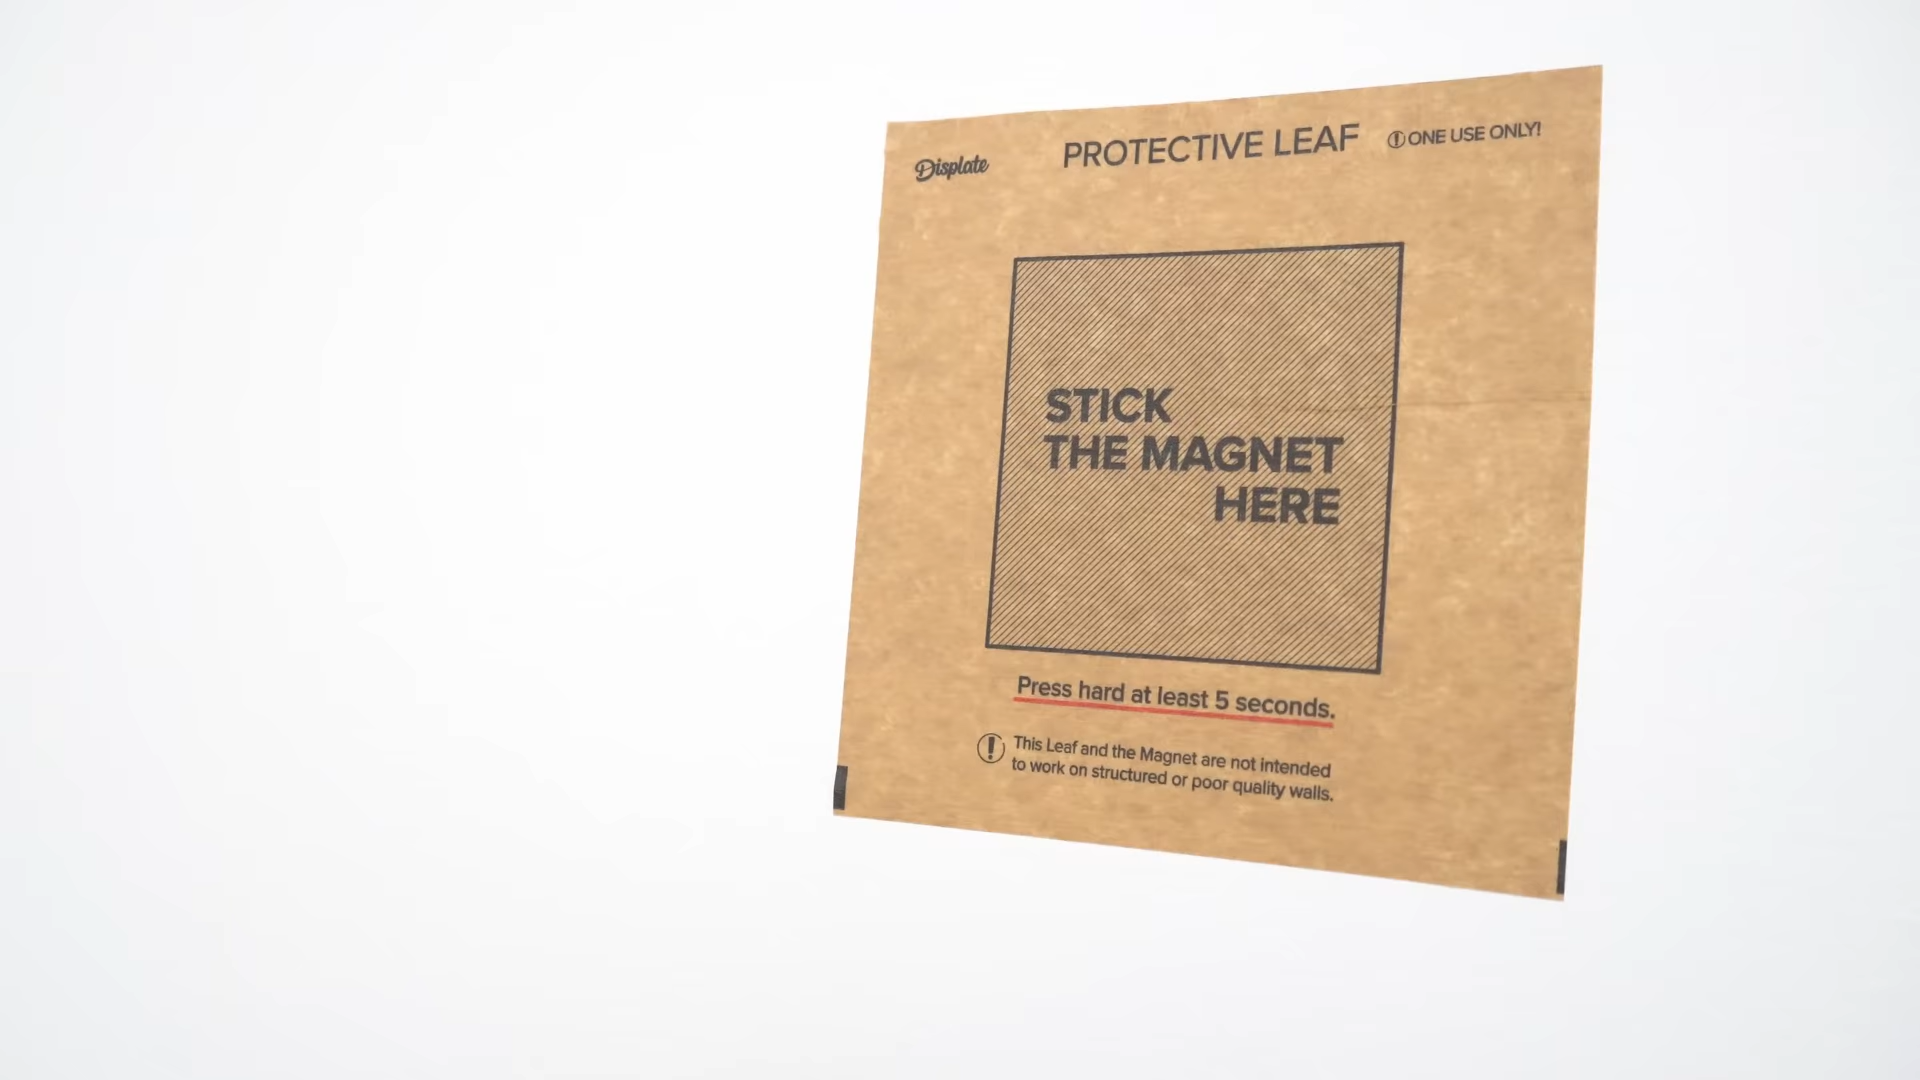 Displate
PROTECTIVE LEAF
ONE USE ONLY!
STICK
THE MAGNET
HERE
Press hard at least 5 seconds.
This Leaf and the Magnet are not intended
to work on structured or poor quality walls.